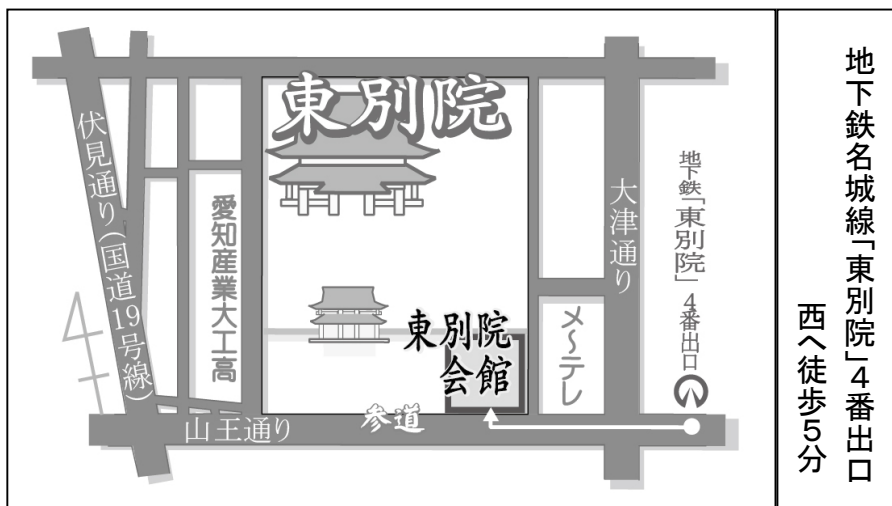 地下鉄名城線「東別院」4番出口
西へ徒歩5分
東別院
伏見通り(国道19号線)
愛知産業大工高
大津通り
地下鉄「東別院」4番出口
東別院
会館
メ〜テレ
参道
山王通り